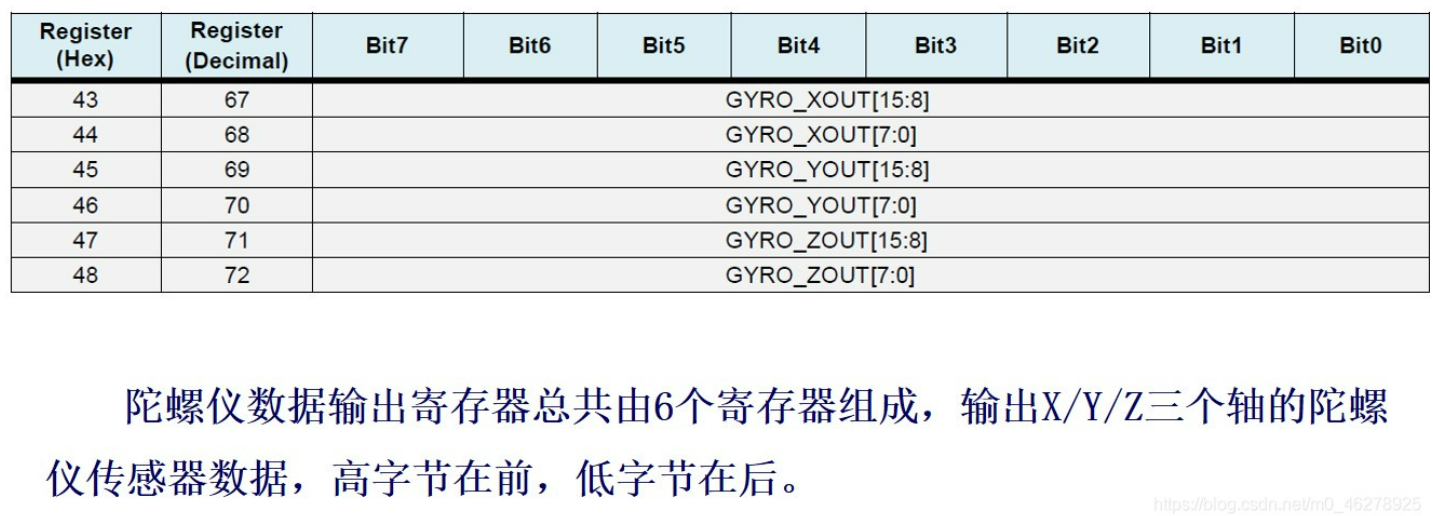 Register (Hex) Register (Decimal) Bit7 Bit6 Bit5 Bit4 Bit3 Bit2 Bit1 Bit0
43 67 GYRO_XOUT[15:8]
44 68 GYRO_XOUT[7:0]
45 69 GYRO_YOUT[15:8]
46 70 GYRO_YOUT[7:0]
47 71 GYRO_ZOUT[15:8]
48 72 GYRO_ZOUT[7:0]
陀螺仪数据输出寄存器总共由6个寄存器组成，输出X/Y/Z三个轴的陀螺
仪传感器数据，高字节在前，低字节在后。
https://blog.csdn.net/m0_46278925